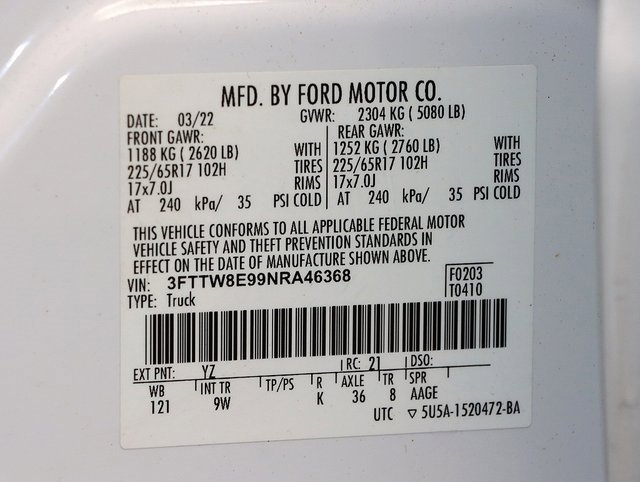 MFD. BY FORD MOTOR CO.
DATE: 03/22 GVWR: 2304 KG ( 5080 LB)
FRONT GAWR: REAR GAWR:
1188 KG ( 2620 LB) WITH 1252 KG ( 2760 LB) WITH
225/65R17 102H TIRES 225/65R17 102H TIRES
17x7.0J RIMS 17x7.0J RIMS
AT 240 kPa/ 35 PSI COLD AT 240 kPa/ 35 PSI COLD
THIS VEHICLE CONFORMS TO ALL APPLICABLE FEDERAL MOTOR
VEHICLE SAFETY AND THEFT PREVENTION STANDARDS IN
EFFECT ON THE DATE OF MANUFACTURE SHOWN ABOVE.
VIN: 3FTTW8E99NRA46368 F0203
TYPE: Truck T0410
EXT PNT: YZ RC: 21 DSO:
WB INT TR TP/PS R AXLE TR SPR
121 9W K 36 8 AAGE
UTC ▽ 5U5A-1520472-BA